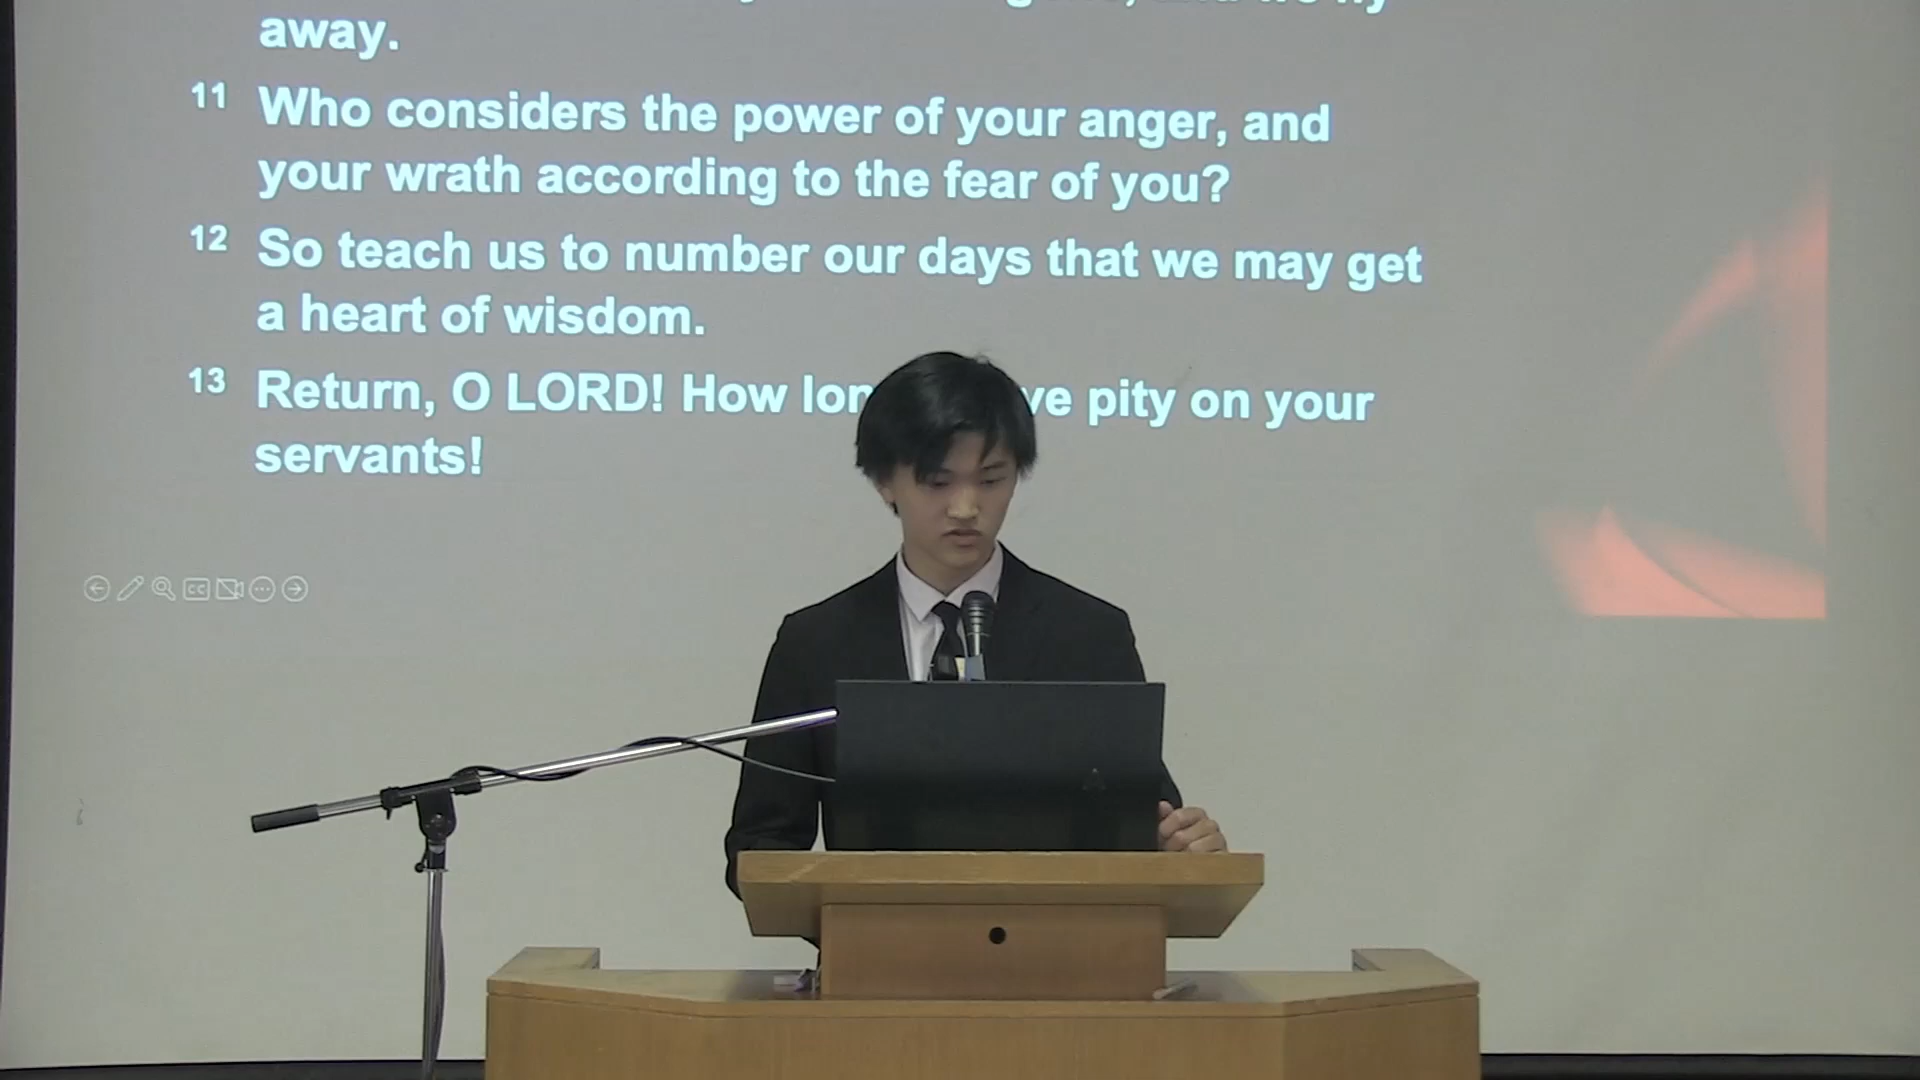 away.
11 Who considers the power of your anger, and
your wrath according to the fear of you?
12 So teach us to number our days that we may get
a heart of wisdom.
13 Return, O LORD! How pity on your
servants!
CC